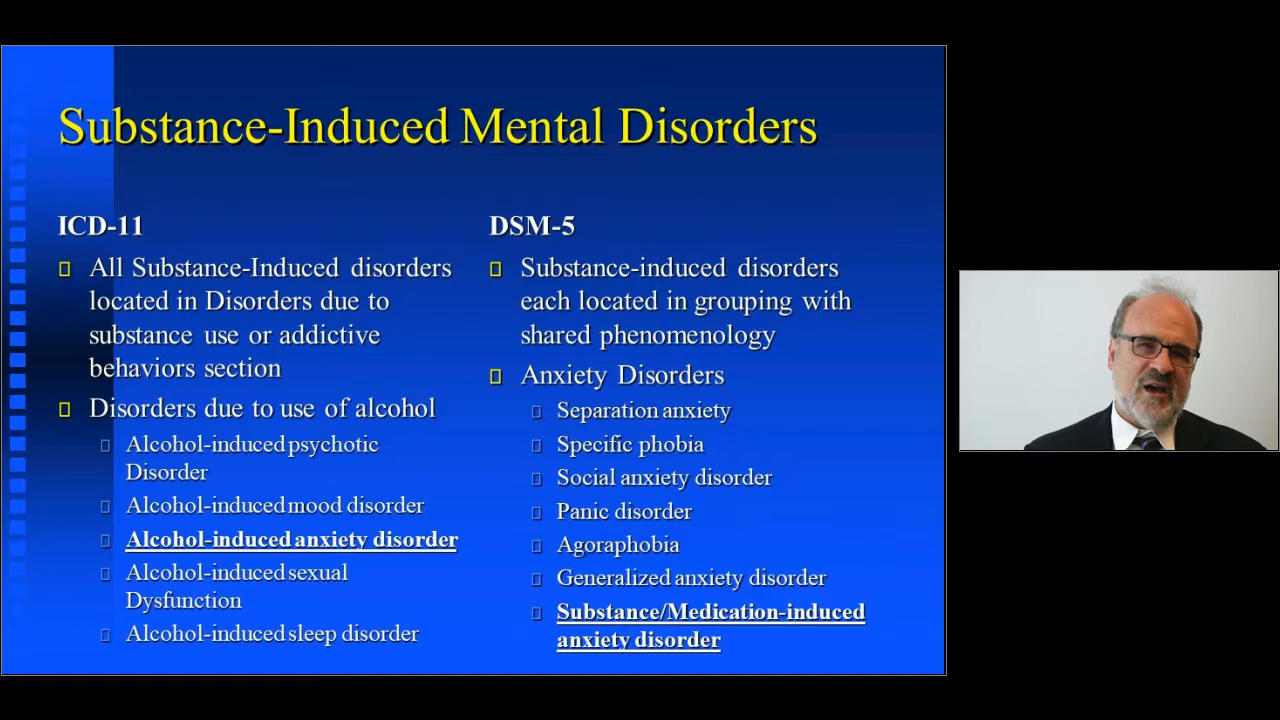 Substance-Induced Mental Disorders
ICD-11
All Substance-Induced disorders
located in Disorders due to
substance use or addictive
behaviors section
Disorders due to use of alcohol
Alcohol-induced psychotic
Disorder
Alcohol-induced mood disorder
Alcohol-induced anxiety disorder
Alcohol-induced sexual
Dysfunction
Alcohol-induced sleep disorder
DSM-5
Substance-induced disorders
each located in grouping with
shared phenomenology
Anxiety Disorders
Separation anxiety
Specific phobia
Social anxiety disorder
Panic disorder
Agoraphobia
Generalized anxiety disorder
Substance/Medication-induced
anxiety disorder